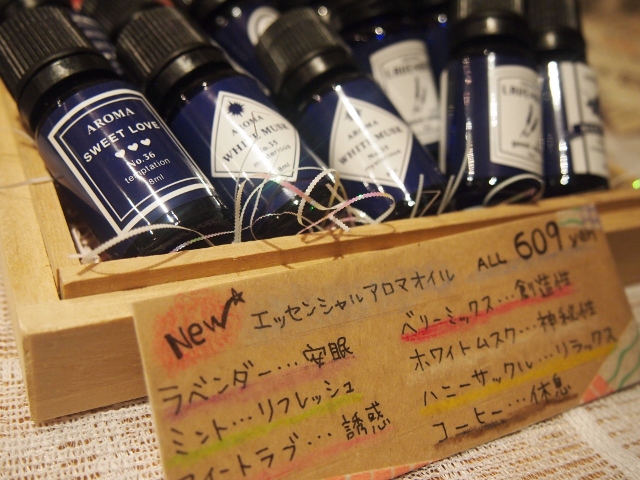 AROMA
SWEET LOVE
No.36
temptation
8ml
AROMA
WHITE MUSK
No.35
8ml
AROMA
WHITE MUSK
New
エッセンシャルアロマオイル
ALL 609 yen
ラベンダー…安眠
ミント…リフレッシュ
イートラブ…誘惑
ベリーミックス…創造性
ホワイトムスク…神秘性
ハニーサックル…リラックス
コーヒー…休息